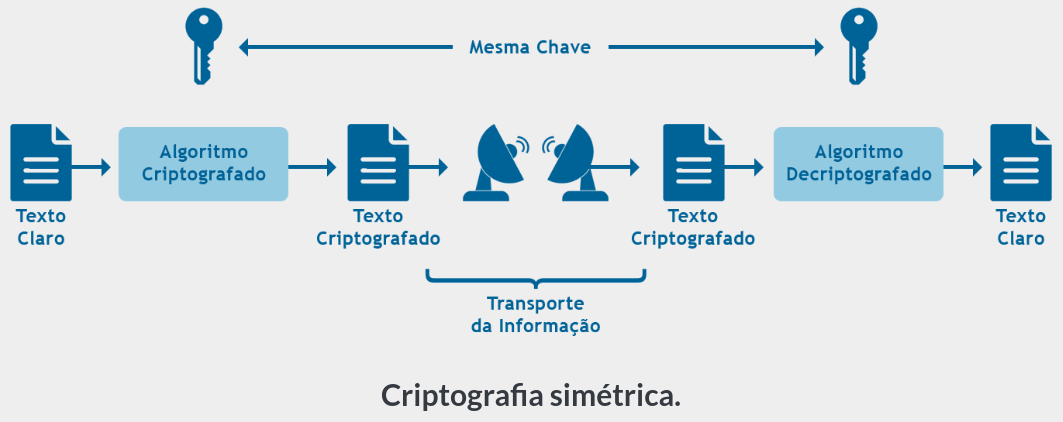 Mesma Chave
Algoritmo
Criptografado
Algoritmo
Decriptografado
Texto
Claro
Texto
Criptografado
Texto
Criptografado
Texto
Claro
Transporte
da Informação
Criptografia simétrica.